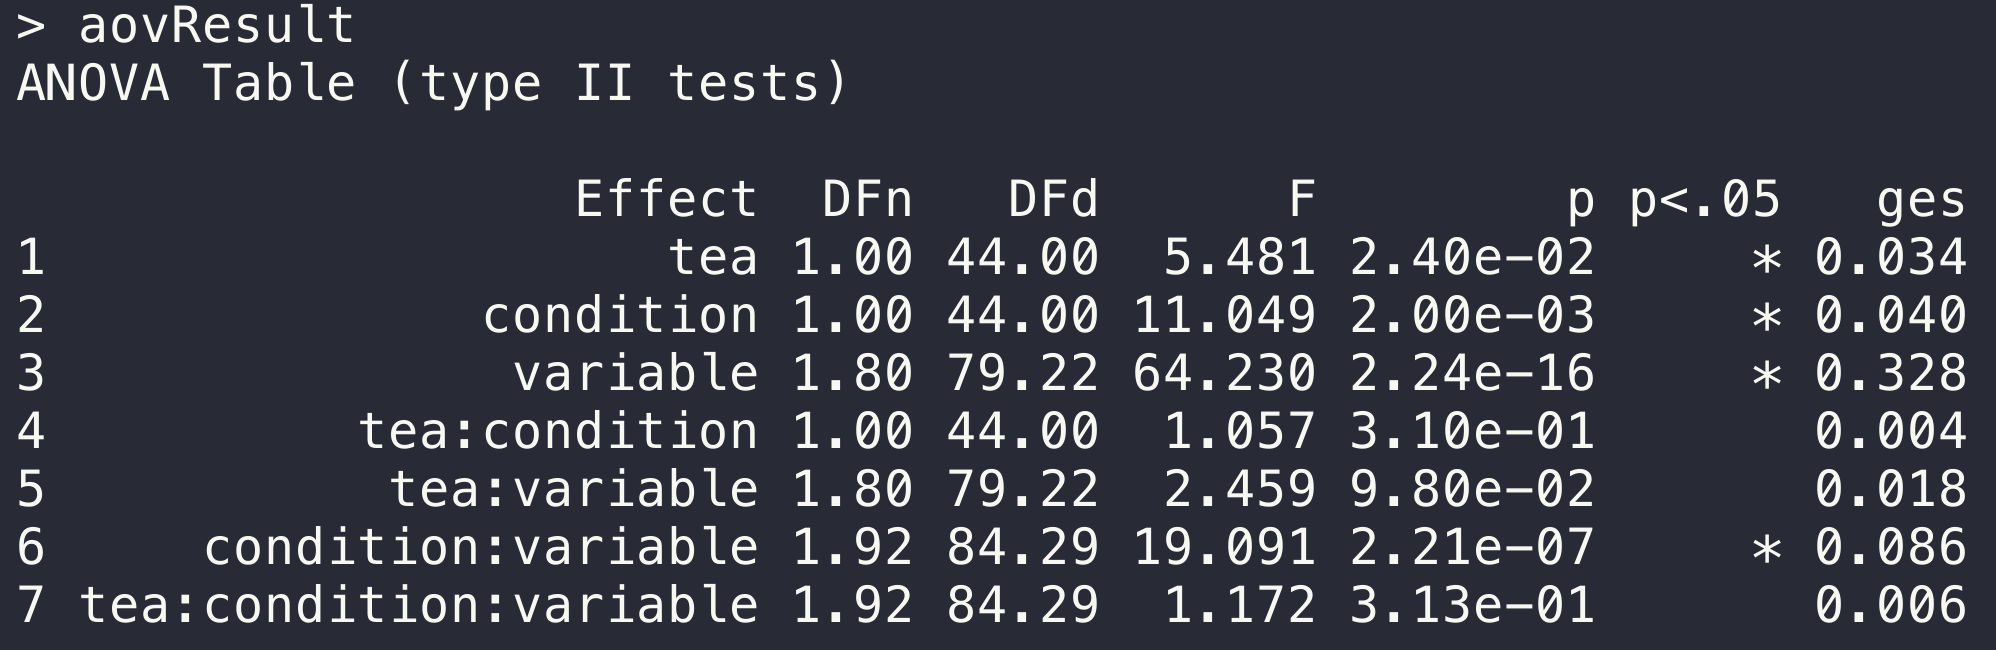 > aovResult
ANOVA Table (type II tests)
Effect DFn DFd F p p<.05 ges
1 tea 1.00 44.00 5.481 2.40e-02 * 0.034
2 condition 1.00 44.00 11.049 2.00e-03 * 0.040
3 variable 1.80 79.22 64.230 2.24e-16 * 0.328
4 tea:condition 1.00 44.00 1.057 3.10e-01 0.004
5 tea:variable 1.80 79.22 2.459 9.80e-02 0.018
6 condition:variable 1.92 84.29 19.091 2.21e-07 * 0.086
7 tea:condition:variable 1.92 84.29 1.172 3.13e-01 0.006